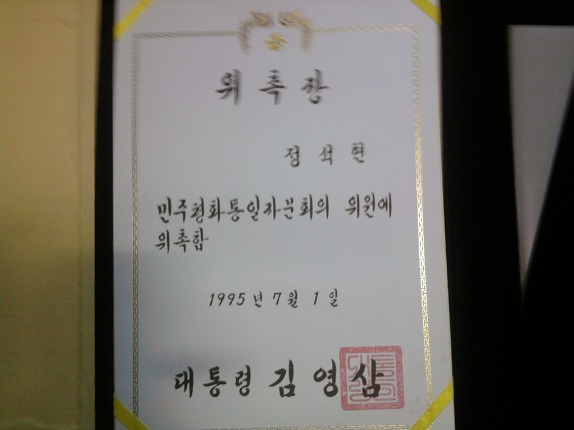 위촉장
정석현
민주평화통일자문회의 위원에
위촉함
1995년 7월 1일
대통령 김영삼